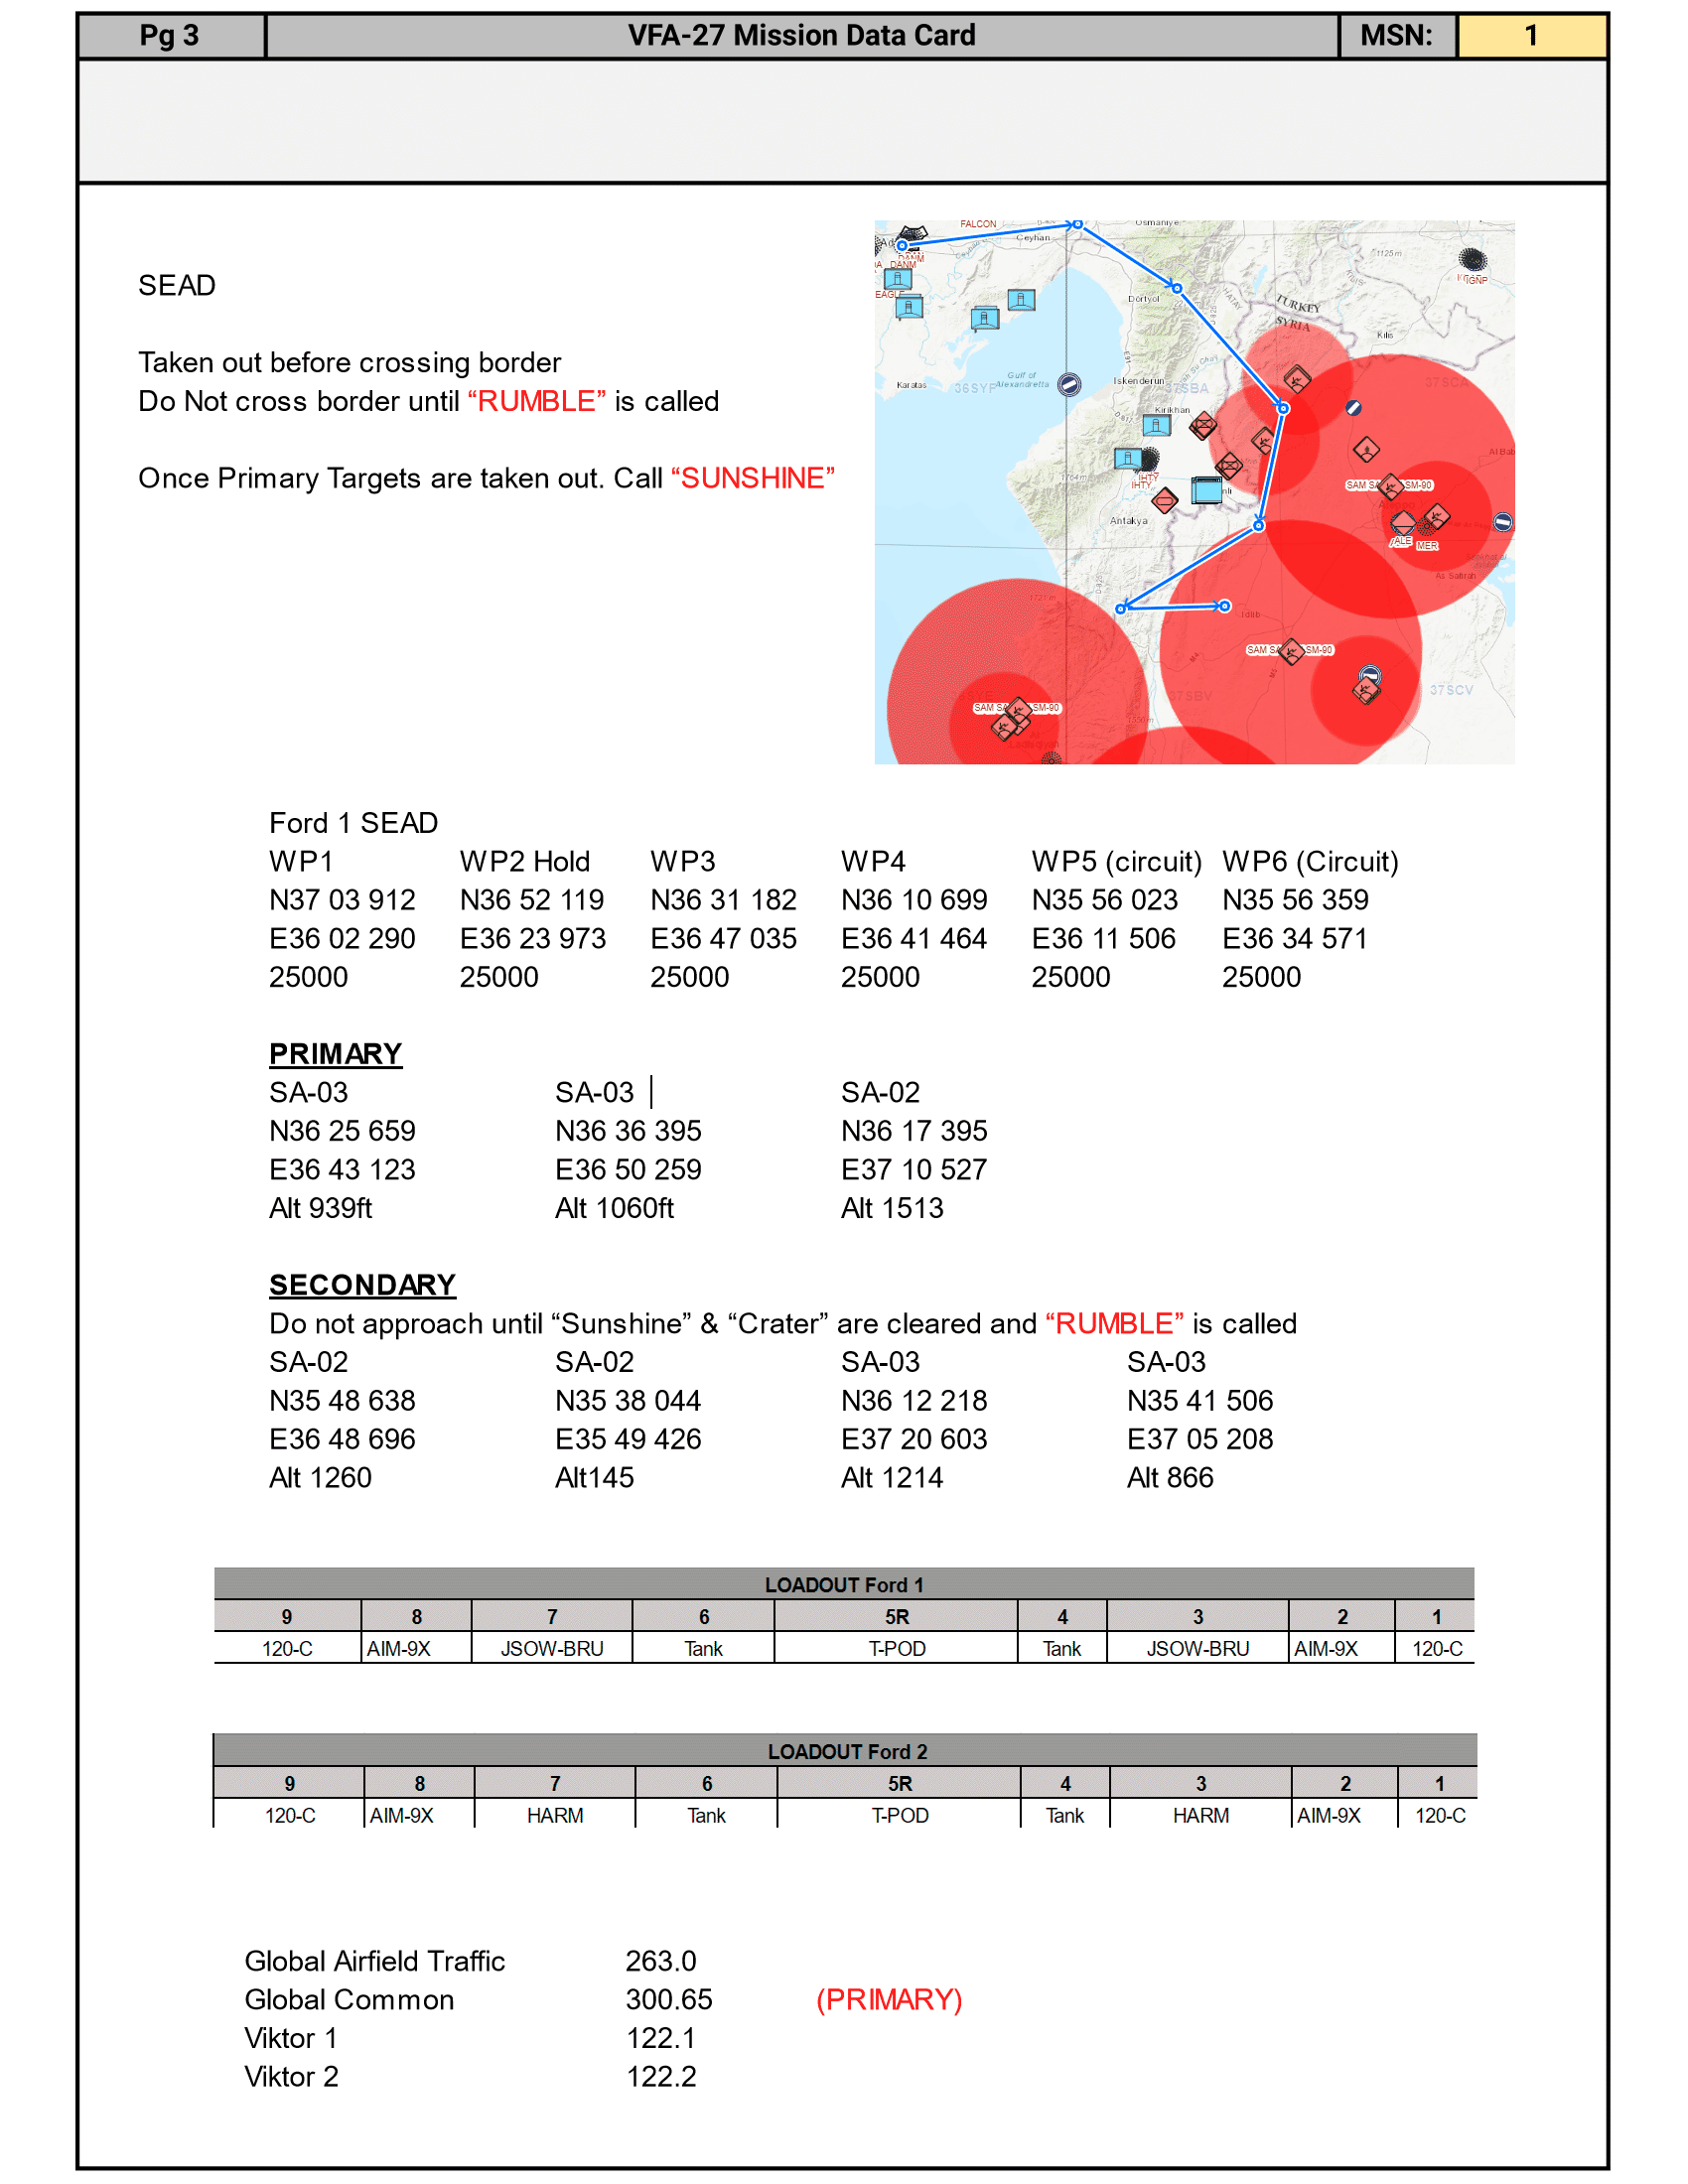 Pg 3 VFA-27 Mission Data Card MSN: 1
SEAD
Taken out before crossing border
Do Not cross border until “RUMBLE” is called
Once Primary Targets are taken out. Call “SUNSHINE”
FALCON
Osmaniye
Ceyhan
DANM
EAGLE
1125 m
IGNP
Dortyol
HATAY
TURKEY
SYRIA
Kilis
Karatas
36SYF
Gulf of
Alexandretta
Iskenderun
37SBA
37SCA
Kirikhan
Al Bab
IHTY
IHTY
1764 m
SM-90
Antakya
ALE
MER
As Safirah
1721 m
Idlib
SM-90
37SBV
37SCV
SM-90
Ford 1 SEAD
WP1 WP2 Hold WP3 WP4 WP5 (circuit) WP6 (Circuit)
N37 03 912 N36 52 119 N36 31 182 N36 10 699 N35 56 023 N35 56 359
E36 02 290 E36 23 973 E36 47 035 E36 41 464 E36 11 506 E36 34 571
25000 25000 25000 25000 25000 25000
PRIMARY
SA-03 SA-03 SA-02
N36 25 659 N36 36 395 N36 17 395
E36 43 123 E36 50 259 E37 10 527
Alt 939ft Alt 1060ft Alt 1513
SECONDARY
Do not approach until “Sunshine” & “Crater” are cleared and “RUMBLE” is called
SA-02 SA-02 SA-03 SA-03
N35 48 638 N35 38 044 N36 12 218 N35 41 506
E36 48 696 E35 49 426 E37 20 603 E37 05 208
Alt 1260 Alt145 Alt 1214 Alt 866
LOADOUT Ford 1
9 8 7 6 5R 4 3 2 1
120-C AIM-9X JSOW-BRU Tank T-POD Tank JSOW-BRU AIM-9X 120-C
LOADOUT Ford 2
9 8 7 6 5R 4 3 2 1
120-C AIM-9X HARM Tank T-POD Tank HARM AIM-9X 120-C
Global Airfield Traffic 263.0
Global Common 300.65 (PRIMARY)
Viktor 1 122.1
Viktor 2 122.2